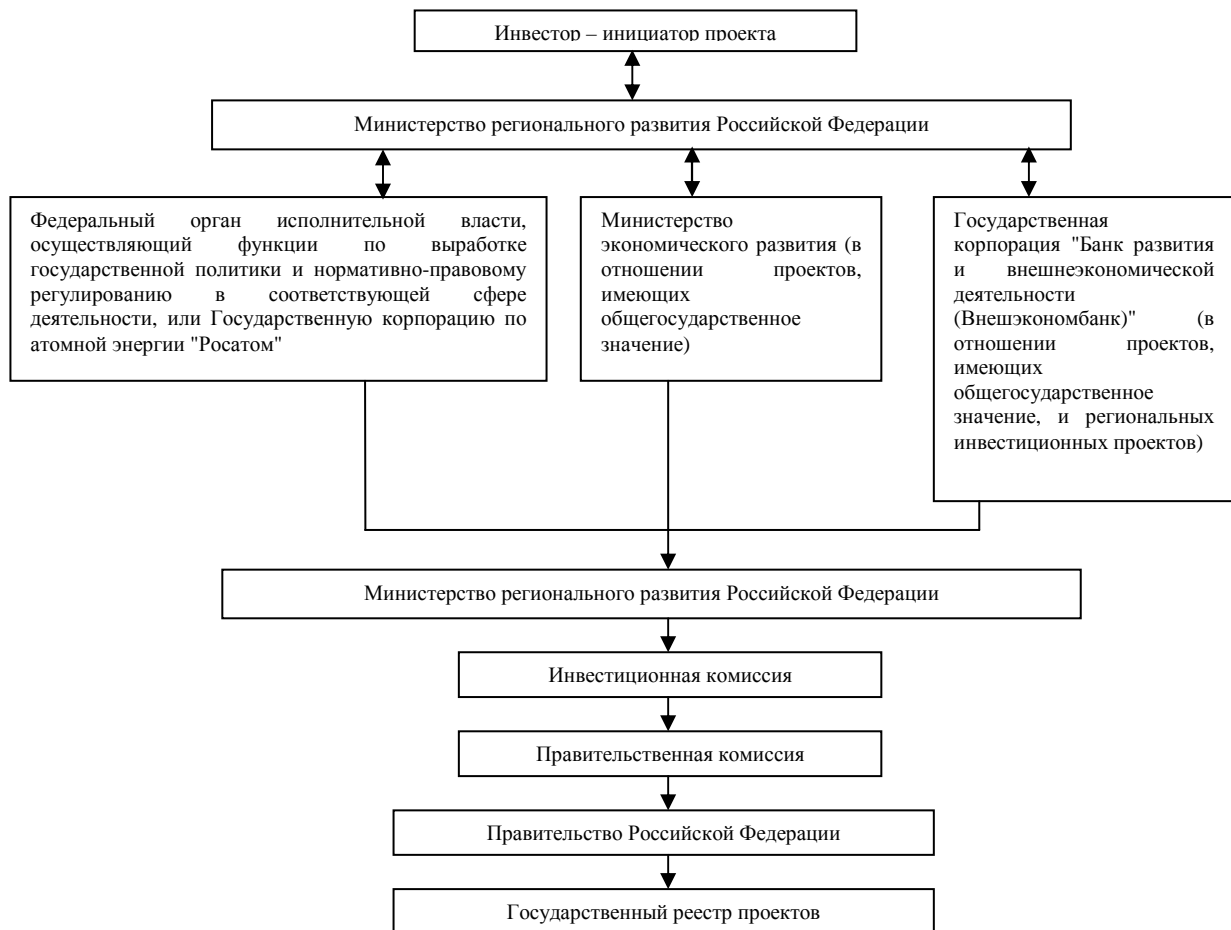 Инвестор – инициатор проекта
Министерство регионального развития Российской Федерации
Федеральный орган исполнительной власти,
осуществляющий функции по выработке
государственной политики и нормативно-правовому
регулированию в соответствующей сфере
деятельности, или Государственную корпорацию по
атомной энергии "Росатом"
Министерство
экономического развития (в
отношении проектов,
имеющих
общегосударственное
значение)
Государственная
корпорация "Банк развития
и внешнеэкономической
деятельности
(Внешэкономбанк)" (в
отношении проектов,
имеющих
общегосударственное
значение, и региональных
инвестиционных проектов)
Министерство регионального развития Российской Федерации
Инвестиционная комиссия
Правительственная комиссия
Правительство Российской Федерации
Государственный реестр проектов